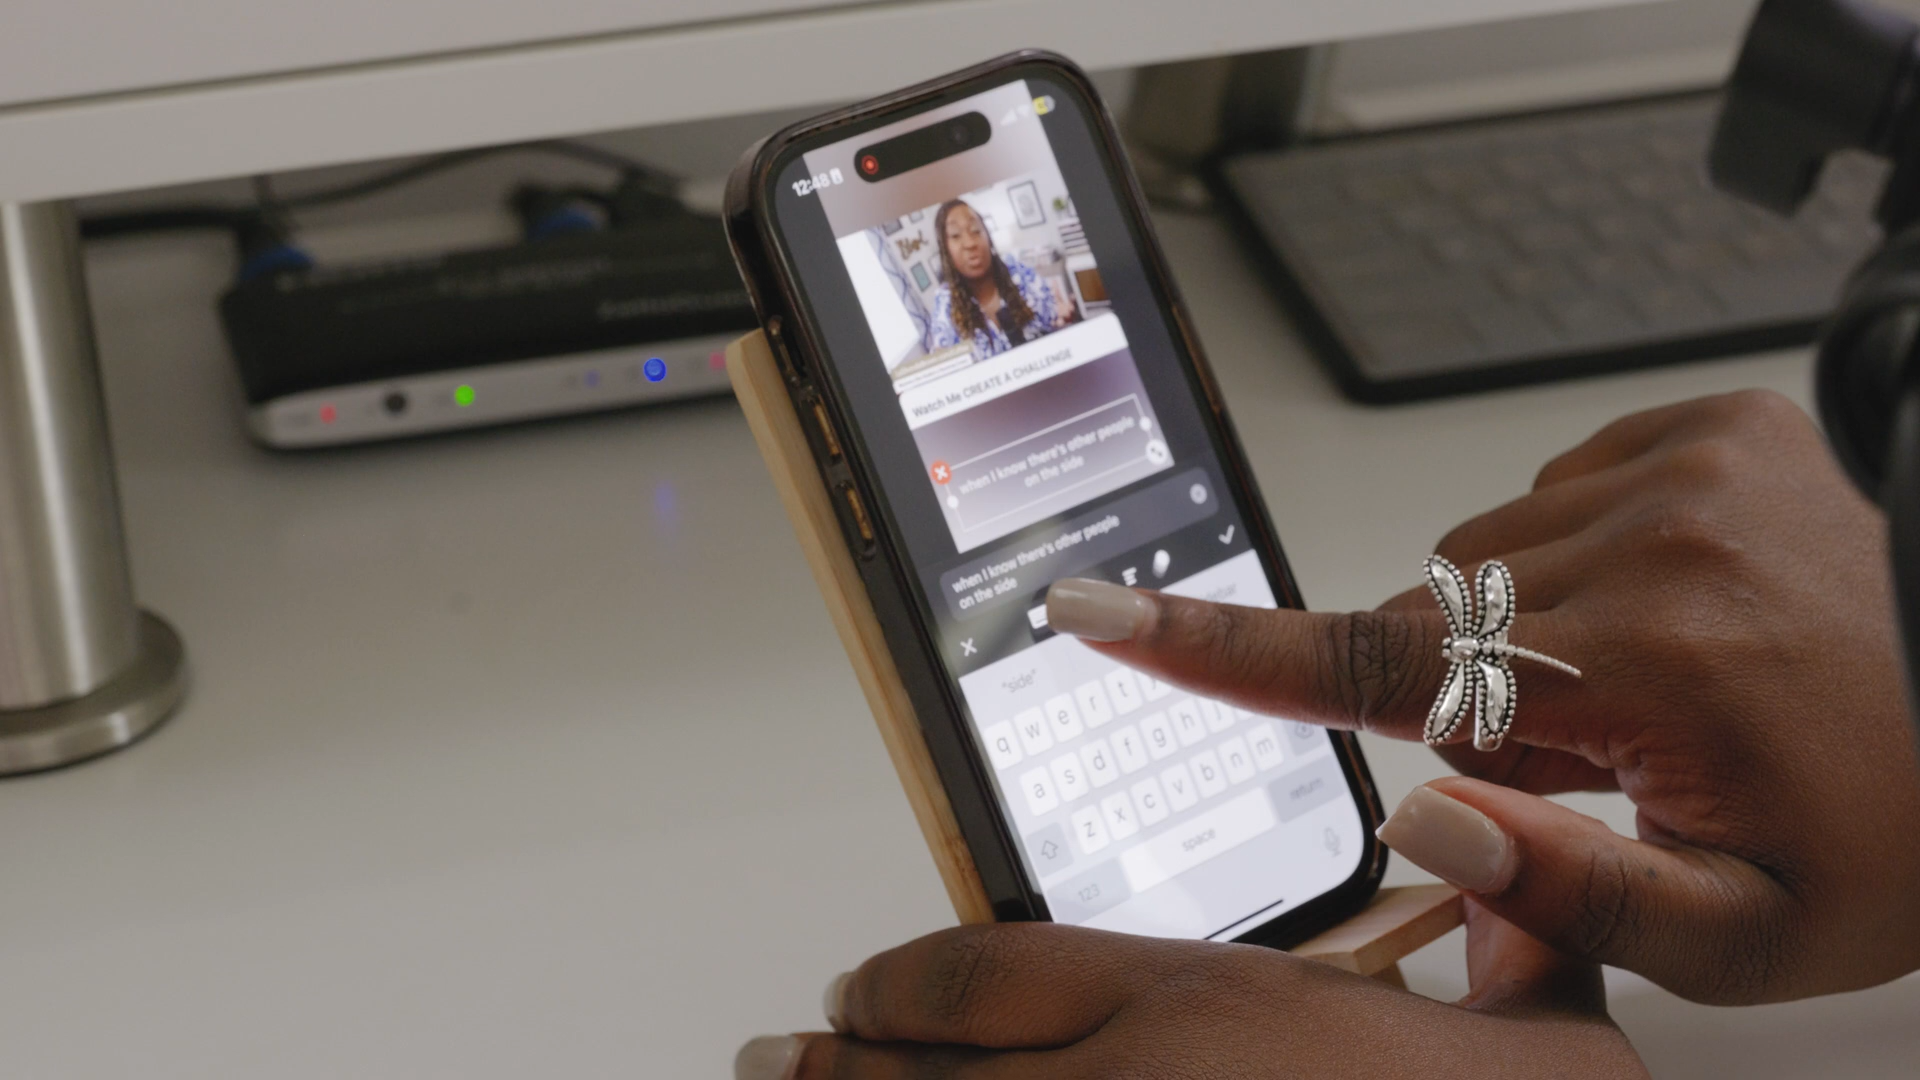 12:48
Watch Me CREATE A CHALLENGE
when I know there's other people
on the side
when I know there's other people
on the side
"side"
q w e r t
a s d f g h j
z x c v b n m
123
space
return